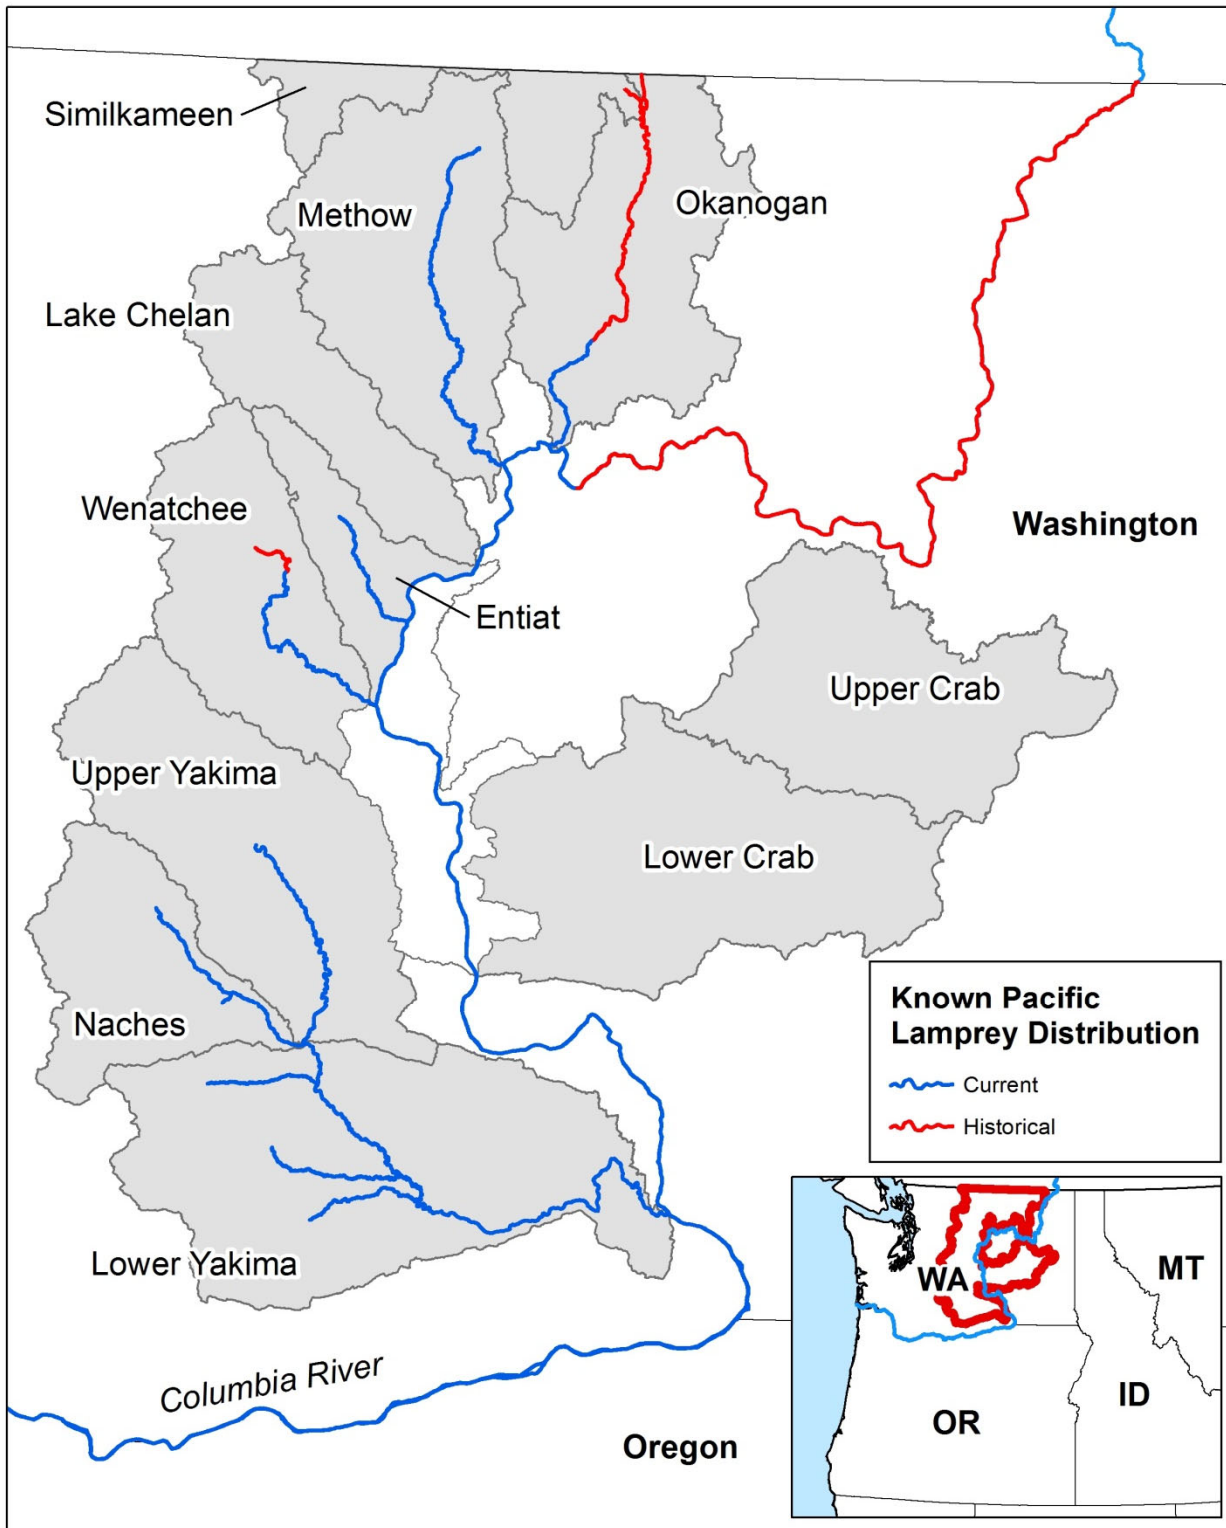 Similkameen
Methow
Okanogan
Lake Chelan
Wenatchee
Washington
Entiat
Upper Crab
Upper Yakima
Lower Crab
Known Pacific
Lamprey Distribution
Current
Historical
Naches
Lower Yakima
WA
MT
ID
OR
Columbia River
Oregon